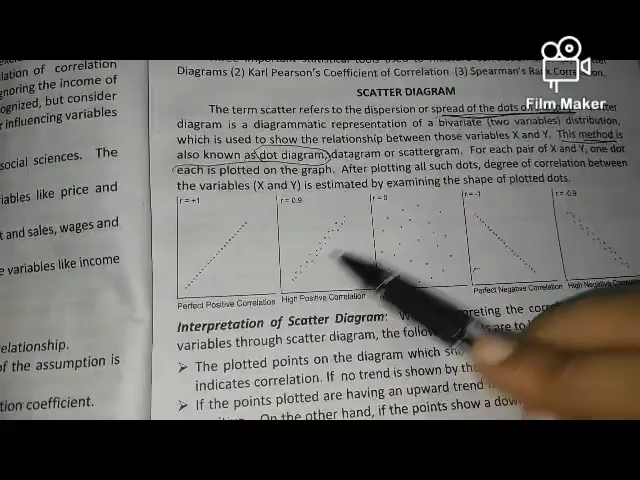 lation of correlation
gnoring the income of
ognized, but consider
r influencing variables
social sciences. The
iables like price and
t and sales, wages and
e variables like income
elationship.
of the assumption is
tion coefficient.
Diagrams (2) Karl Pearson's Coefficient of Correlation (3) Spearman's Rank
SCATTER DIAGRAM
The term scatter refers to the dispersion or spread of the dots on
diagram is a diagrammatic representation of a bivariate (two variables) distribution,
which is used to show the relationship between those variables X and Y. This method is
also known as dot diagram, datagram or scattergram. For each pair of X and Y, one dot
each is plotted on the graph. After plotting all such dots, degree of correlation between
the variables (X and Y) is estimated by examining the shape of plotted dots.
r = +1 r = 0.9 r = 0 r = -1 r = -0.9
Perfect Positive Correlation High Positive Correlation Perfect Negative Correlation High Negative
Interpretation of Scatter Diagram:
variables through scatter diagram, the
➤ The plotted points on the diagram which
indicates correlation. If no trend is shown by the
➤ If the points plotted are having an upward trend
On the other hand, if the points show a
Film Maker